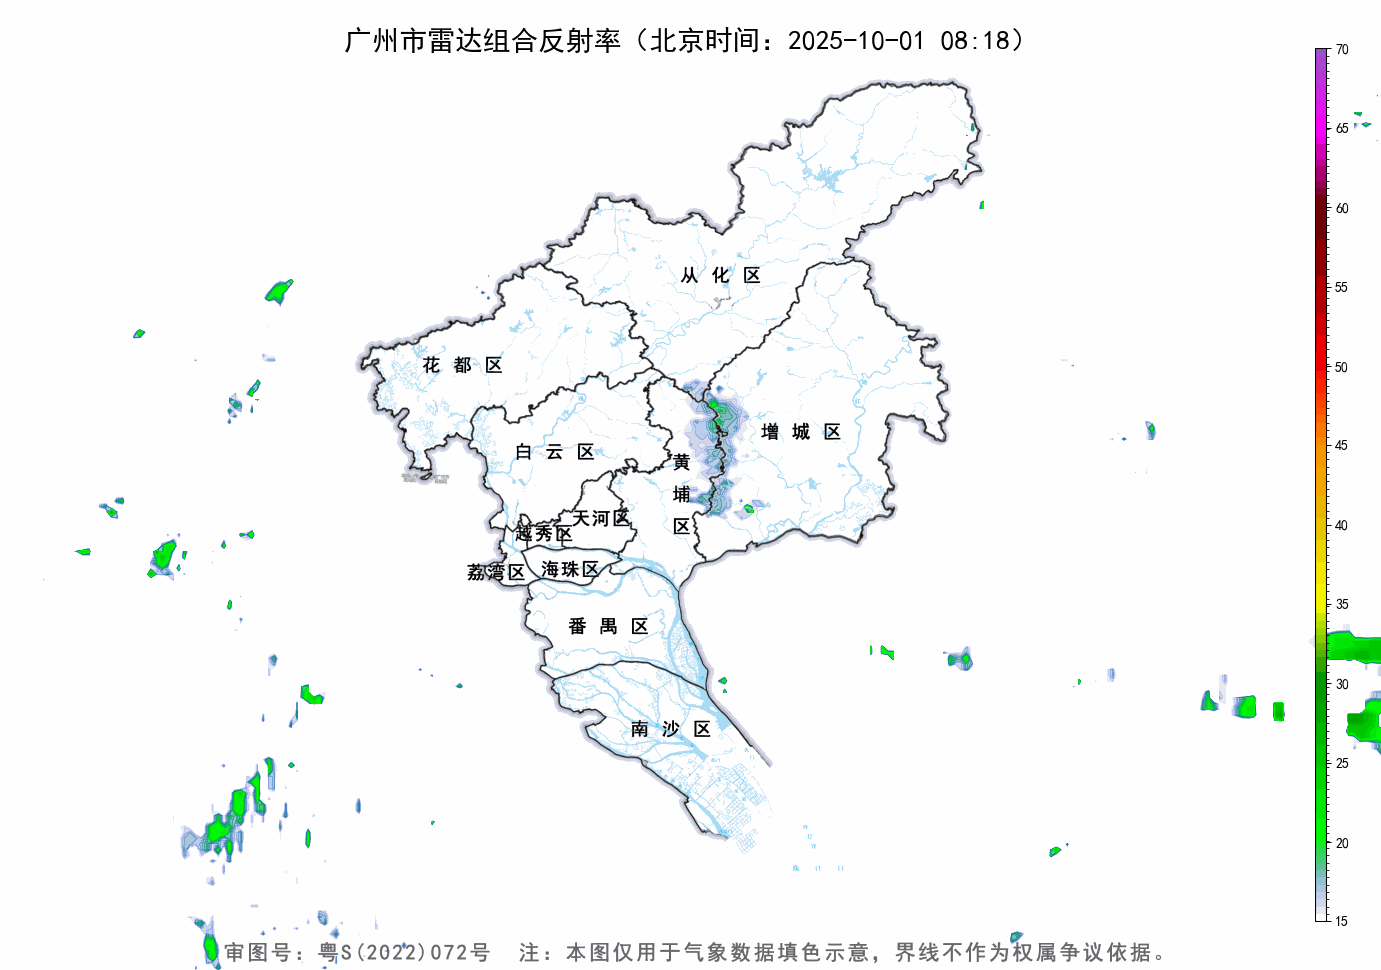 广州市雷达组合反射率（北京时间：2025-10-01 08:18）
70
65
60
55
50
45
40
35
30
25
20
15
从化区
花都区
增城区
白云区
黄埔区
天河区
越秀区
荔湾区
海珠区
番禺区
南沙区
审图号：粤S(2022)072号 注：本图仅用于气象数据填色示意，界线不作为权属争议依据。